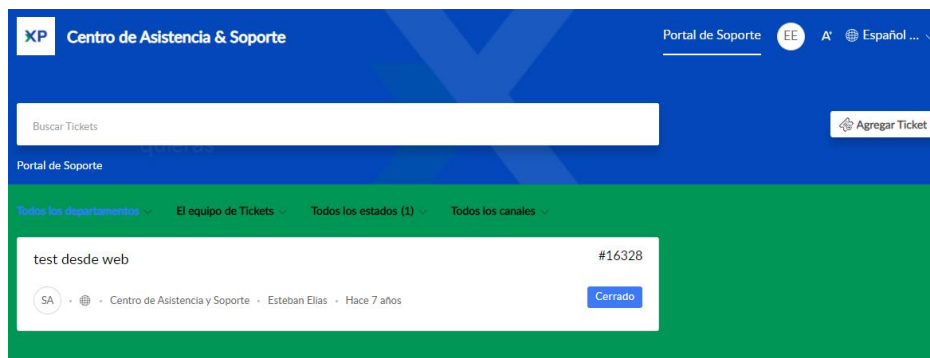 XP Centro de Asistencia & Soporte
Portal de Soporte EE A Español ...
Buscar Tickets
Agregar Ticket
quieras
Portal de Soporte
Todos los departamentos El equipo de Tickets Todos los estados (1) Todos los canales
test desde web #16328
SA · Centro de Asistencia y Soporte · Esteban Elias · Hace 7 años Cerrado